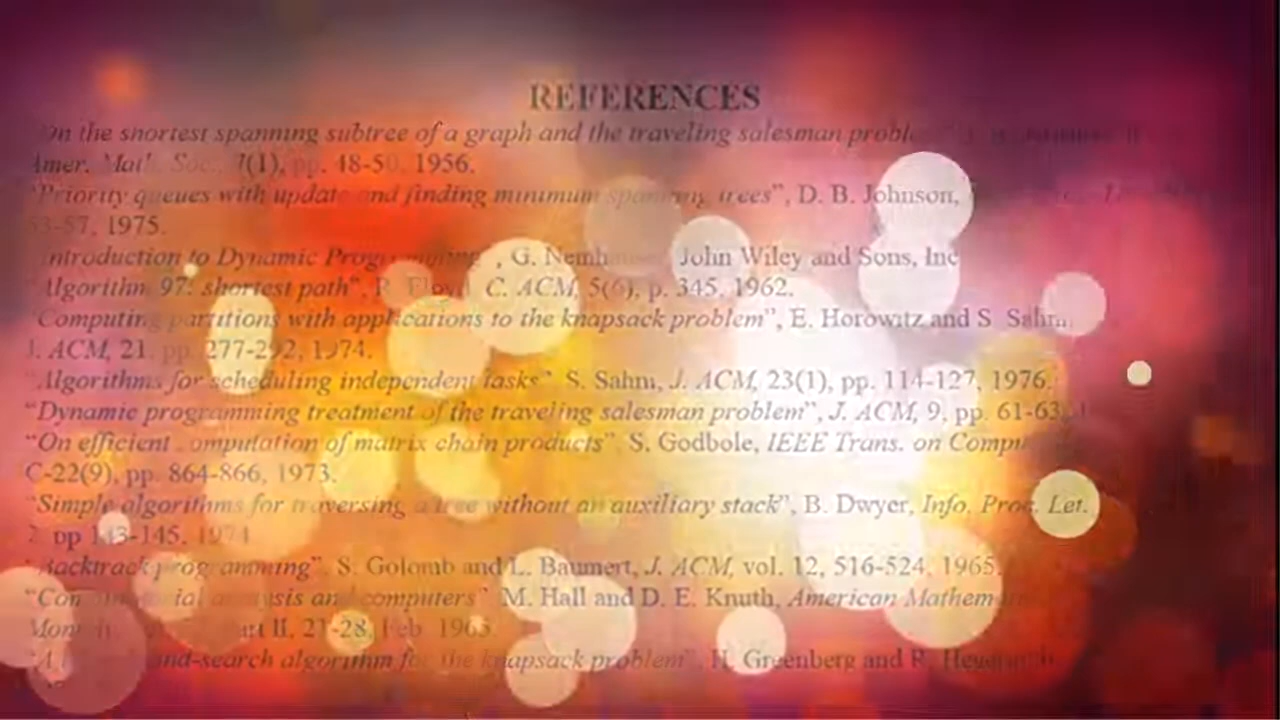 REFERENCES
On the shortest spanning subtree of a graph and the traveling salesman
Amer. Math. Soc., 7(1), pp. 48-50, 1956.
"Priority queues with update and finding minimum spanning trees", D. B. Johnson,
53-57, 1975.
Introduction to Dynamic Programming", G. John Wiley and Sons, Inc
Algorithm 97: shortest path", R. Floyd, C. ACM, 5(6), p. 345, 1962.
"Computing partitions with applications to the knapsack problem", E. Horowitz and S. Sahni,
J. ACM, 21, pp. 277-292, 1974.
"Algorithms for scheduling independent tasks" S. Sahni, J. ACM, 23(1), pp. 114-127, 1976.
"Dynamic programming treatment of the traveling salesman problem", J. ACM, 9, pp. 61-63,
"On efficient computation of matrix chain products" S. Godbole, IEEE Trans. on
C-22(9), pp. 864-866, 1973.
"Simple algorithms for traversing a tree without an auxiliary stack", B. Dwyer, Info. Proc. Let.
2, pp 143-145, 1974
"Backtrack programming", S. Golomb and L. Baumert, J. ACM, vol. 12, 516-524, 1965.
analysis and computers" M. Hall and D. E. Knuth, American
Part II, 21-28, Feb 1965.
and-search algorithm for the knapsack problem", H. Greenberg and R.